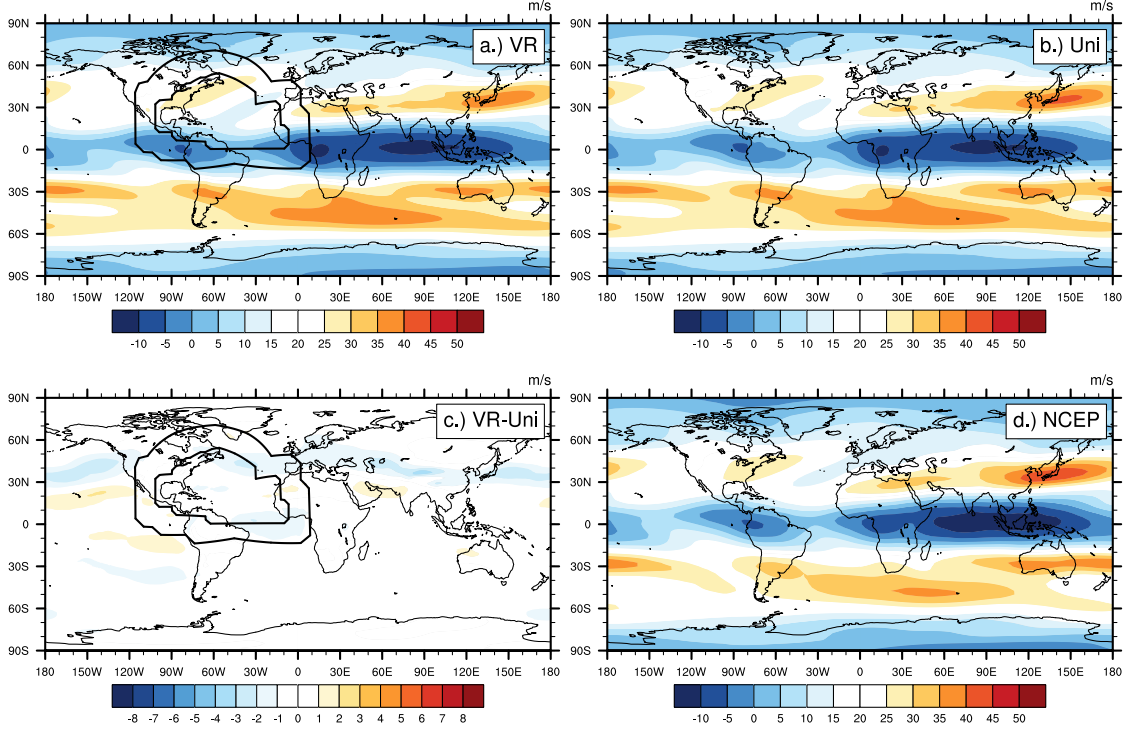 m/s m/s
90N 90N
a.) VR b.) Uni
60N 60N
30N 30N
0 0
30S 30S
60S 60S
90S 90S
180 150W 120W 90W 60W 30W 0 30E 60E 90E 120E 150E 180 180 150W 120W 90W 60W 30W 0 30E 60E 90E 120E 150E 180
-10 -5 0 5 10 15 20 25 30 35 40 45 50 -10 -5 0 5 10 15 20 25 30 35 40 45 50
m/s m/s
90N 90N
c.) VR-Uni d.) NCEP
60N 60N
30N 30N
0 0
30S 30S
60S 60S
90S 90S
180 150W 120W 90W 60W 30W 0 30E 60E 90E 120E 150E 180 180 150W 120W 90W 60W 30W 0 30E 60E 90E 120E 150E 180
-8 -7 -6 -5 -4 -3 -2 -1 0 1 2 3 4 5 6 7 8 -10 -5 0 5 10 15 20 25 30 35 40 45 50